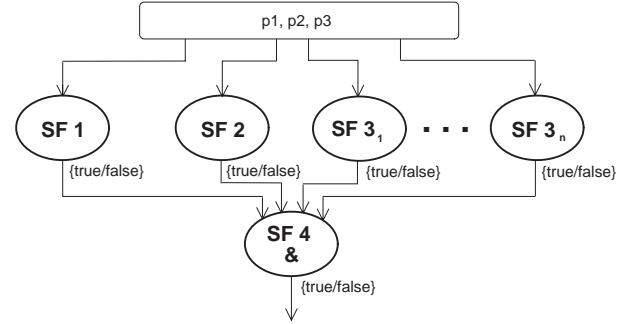 p1, p2, p3
SF 1
SF 2
SF 3₁
. . .
SF 3ₙ
{true/false}
{true/false}
{true/false}
{true/false}
SF 4
&
{true/false}